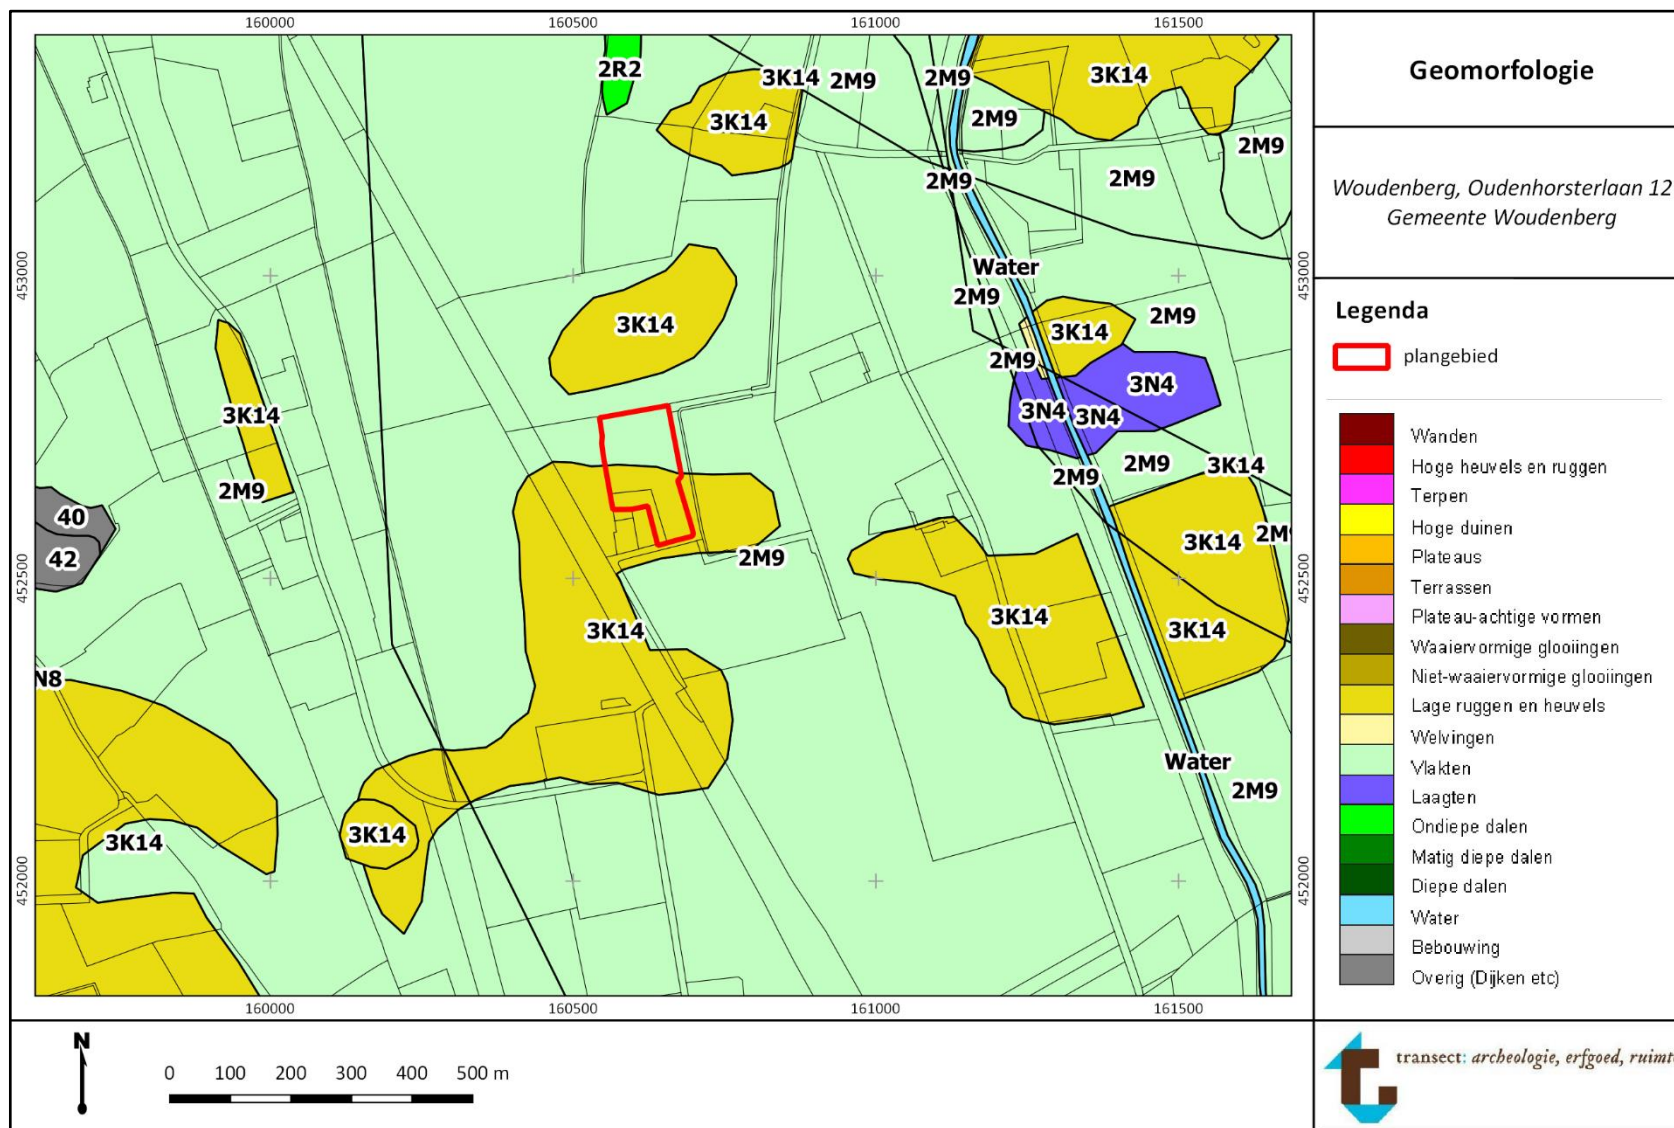 160000 160500 161000 161500
2R2
3K14 2M9 2M9 3K14
3K14 2M9
2M9
2M9 2M9
453000 Water 453000
2M9
2M9
3K14 3K14
2M9
3N4
3K14 3N4 3N4
2M9 3K14
2M9 2M9
40
42 2M9 3K14 2M
452500 452500
3K14 3K14 3K14
N8
Water
2M9
3K14 3K14
452000 452000
160000 160500 161000 161500
N
0 100 200 300 400 500 m
Geomorfologie
Woudenberg, Oudenhorsterlaan 12
Gemeente Woudenberg
Legenda
plangebied
Wanden
Hoge heuvels en ruggen
Terpen
Hoge duinen
Plateaus
Terrassen
Plateau-achtige vormen
Waaiervormige glooiingen
Niet-waaiervormige glooiingen
Lage ruggen en heuvels
Welvingen
Vlakten
Laagten
Ondiepe dalen
Matig diepe dalen
Diepe dalen
Water
Bebouwing
Overig (Dijken etc)
transect: archeologie, erfgoed, ruimt